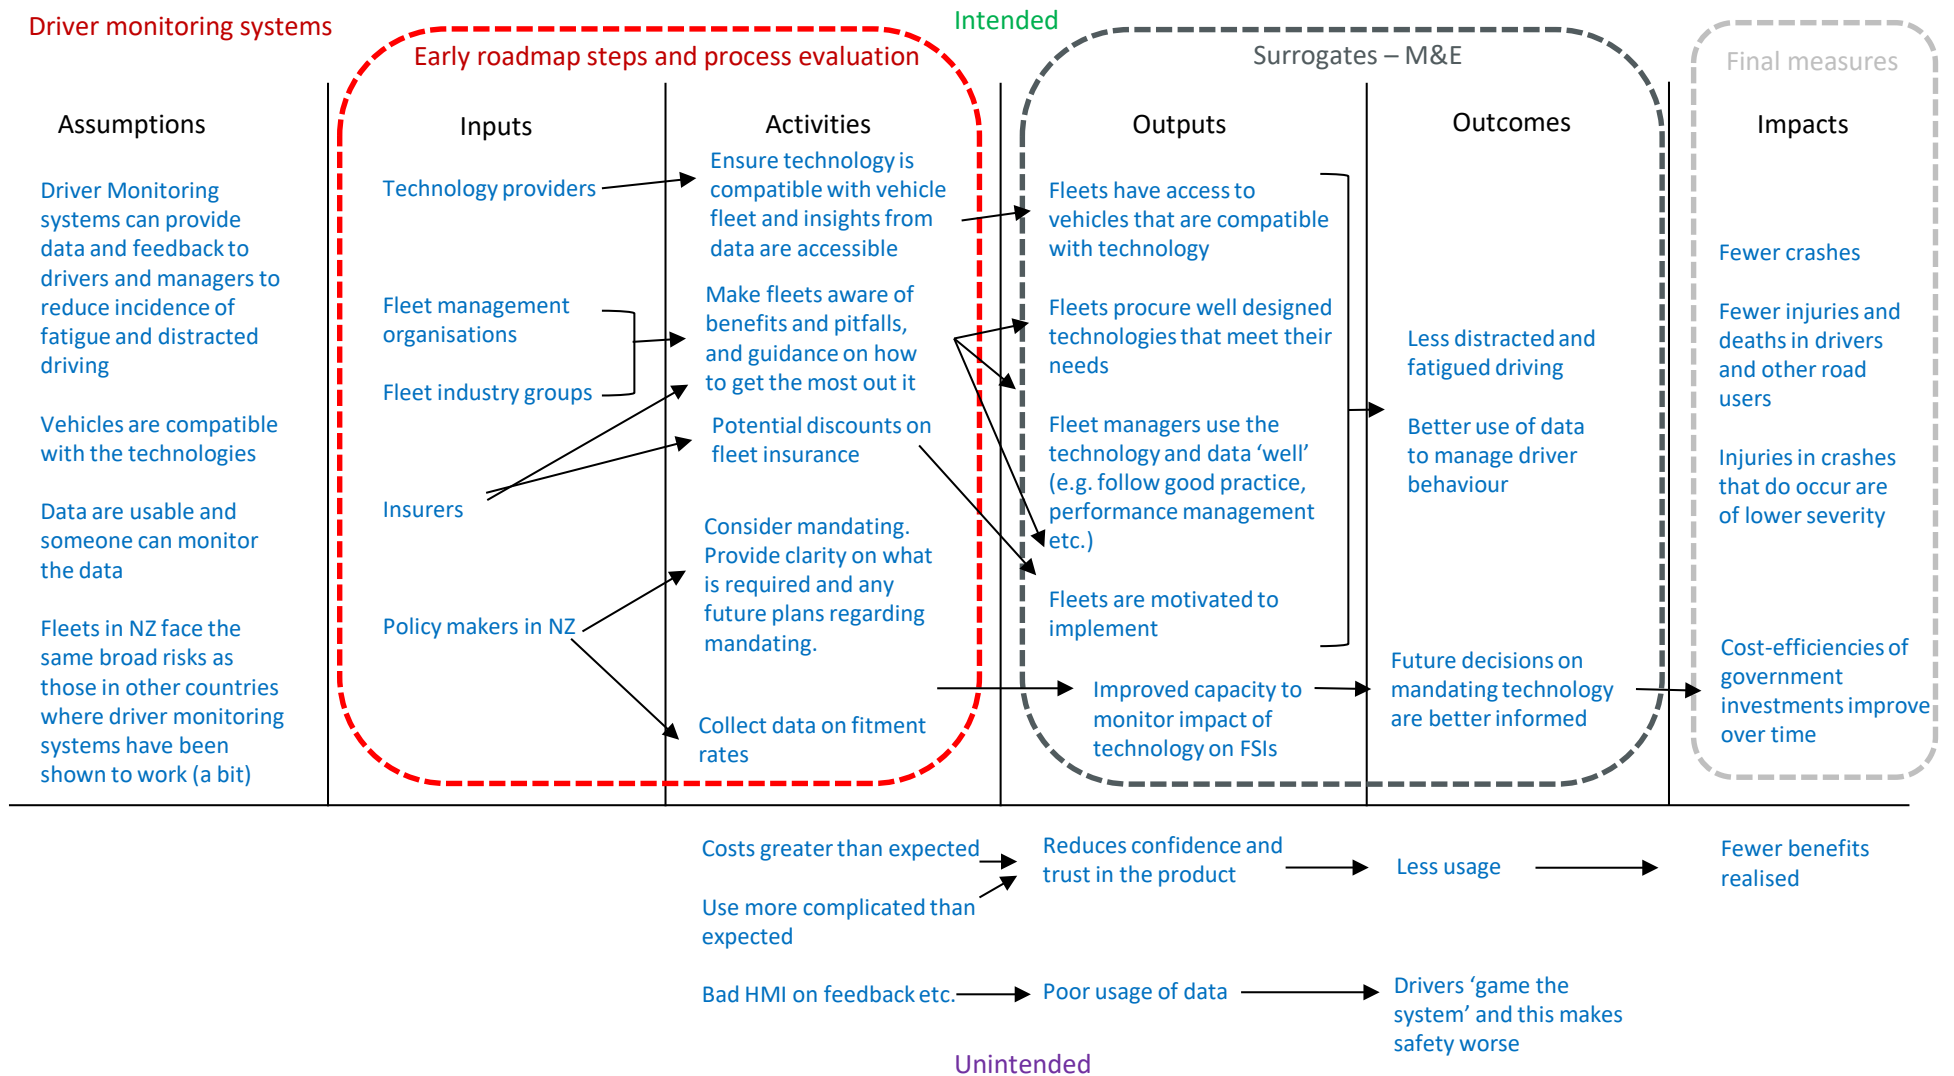 Driver monitoring systems
Intended
Early roadmap steps and process evaluation
Surrogates – M&E
Final measures
Assumptions
Inputs
Activities
Outputs
Outcomes
Impacts
Driver Monitoring
systems can provide
data and feedback to
drivers and managers to
reduce incidence of
fatigue and distracted
driving
Vehicles are compatible
with the technologies
Data are usable and
someone can monitor
the data
Fleets in NZ face the
same broad risks as
those in other countries
where driver monitoring
systems have been
shown to work (a bit)
Technology providers
Fleet management
organisations
Fleet industry groups
Insurers
Policy makers in NZ
Ensure technology is
compatible with vehicle
fleet and insights from
data are accessible
Make fleets aware of
benefits and pitfalls,
and guidance on how
to get the most out it
Potential discounts on
fleet insurance
Consider mandating.
Provide clarity on what
is required and any
future plans regarding
mandating.
Collect data on fitment
rates
Fleets have access to
vehicles that are compatible
with technology
Fleets procure well designed
technologies that meet their
needs
Fleet managers use the
technology and data ‘well’
(e.g. follow good practice,
performance management
etc.)
Fleets are motivated to
implement
Improved capacity to
monitor impact of
technology on FSIs
Less distracted and
fatigued driving
Better use of data
to manage driver
behaviour
Future decisions on
mandating technology
are better informed
Fewer crashes
Fewer injuries and
deaths in drivers
and other road
users
Injuries in crashes
that do occur are
of lower severity
Cost-efficiencies of
government
investments improve
over time
Costs greater than expected
Use more complicated than
expected
Reduces confidence and
trust in the product
Less usage
Fewer benefits
realised
Bad HMI on feedback etc.
Poor usage of data
Drivers ‘game the
system’ and this makes
safety worse
Unintended